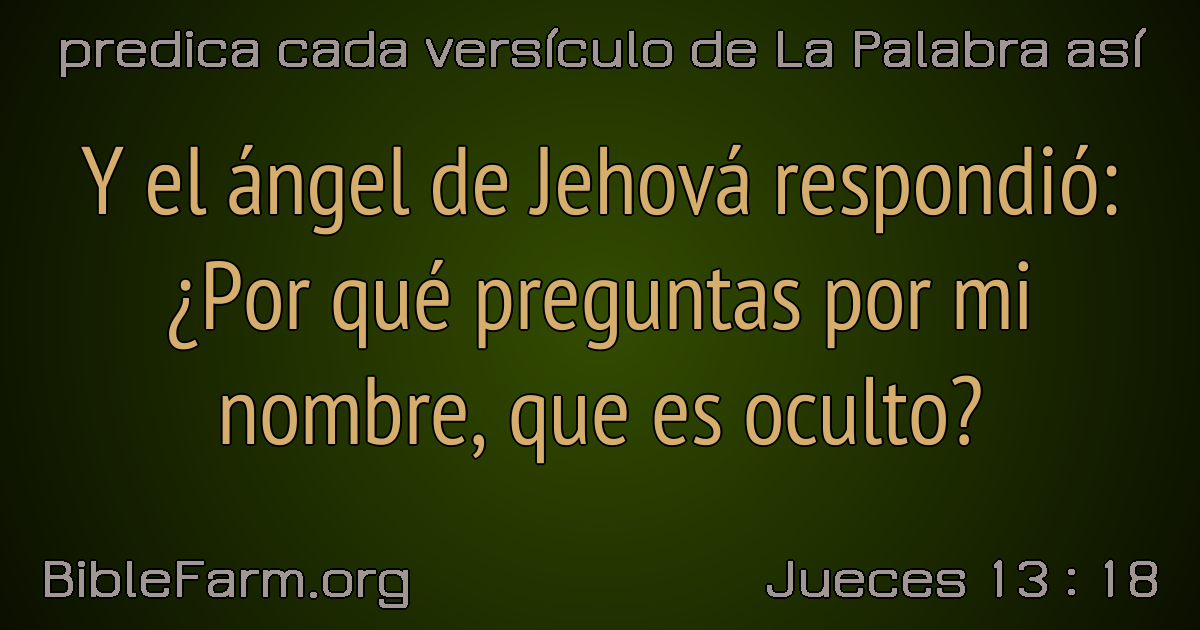 predica cada versículo de La Palabra así
Y el ángel de Jehová respondió:
¿Por qué preguntas por mi
nombre, que es oculto?
BibleFarm.org
Jueces 13 : 18